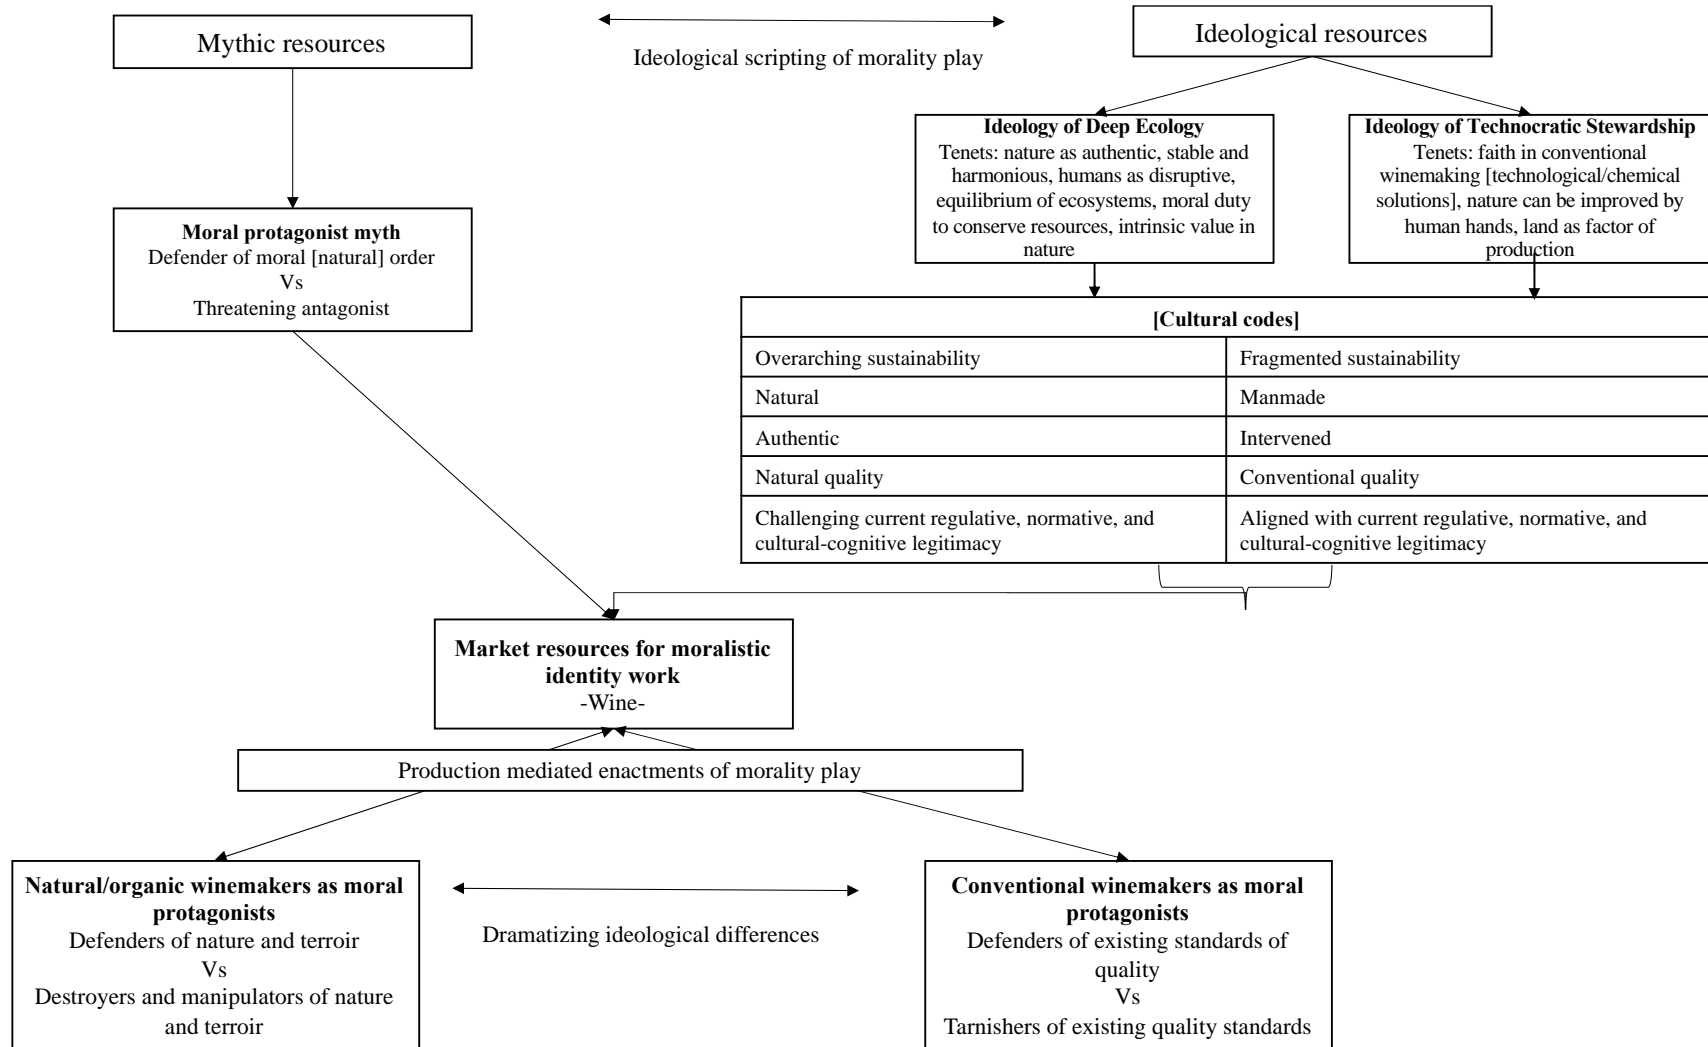 Mythic resources
Ideological scripting of morality play
Ideological resources
Ideology of Deep Ecology
Tenets: nature as authentic, stable and
harmonious, humans as disruptive,
equilibrium of ecosystems, moral duty
to conserve resources, intrinsic value in
nature
Ideology of Technocratic Stewardship
Tenets: faith in conventional
winemaking [technological/chemical
solutions], nature can be improved by
human hands, land as factor of
production
Moral protagonist myth
Defender of moral [natural] order
Vs
Threatening antagonist
[Cultural codes]
Overarching sustainability
Fragmented sustainability
Natural
Manmade
Authentic
Intervened
Natural quality
Conventional quality
Challenging current regulative, normative, and
cultural-cognitive legitimacy
Aligned with current regulative, normative, and
cultural-cognitive legitimacy
Market resources for moralistic
identity work
-Wine-
Production mediated enactments of morality play
Natural/organic winemakers as moral
protagonists
Defenders of nature and terroir
Vs
Destroyers and manipulators of nature
and terroir
Dramatizing ideological differences
Conventional winemakers as moral
protagonists
Defenders of existing standards of
quality
Vs
Tarnishers of existing quality standards